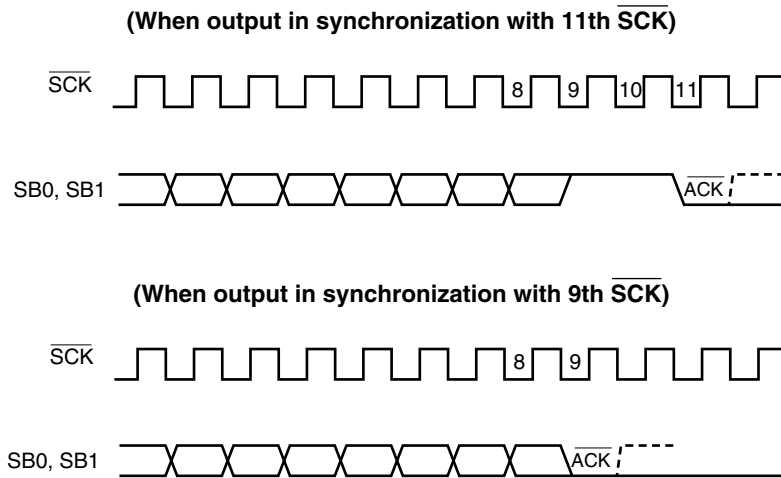 (When output in synchronization with 11th SCK)
SCK
8 9 10 11
SB0, SB1
ACK
(When output in synchronization with 9th SCK)
SCK
8 9
SB0, SB1
ACK